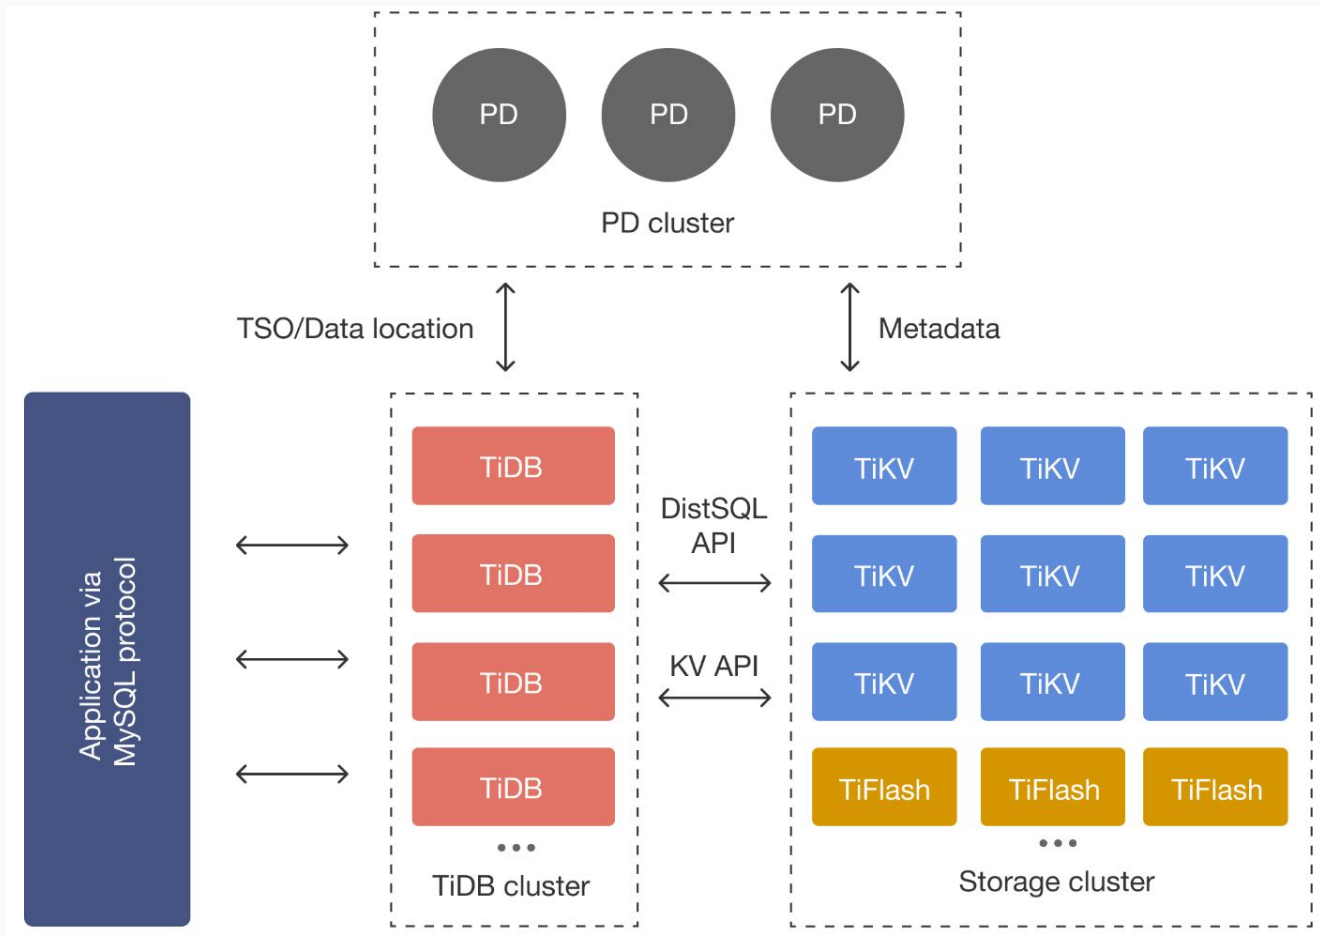 PD PD PD
PD cluster
TSO/Data location
Metadata
Application via
MySQL protocol
TiDB
TiDB
TiDB
TiDB
...
TiDB cluster
DistSQL
API
KV API
TiKV TiKV TiKV
TiKV TiKV TiKV
TiKV TiKV TiKV
TiFlash TiFlash TiFlash
...
Storage cluster